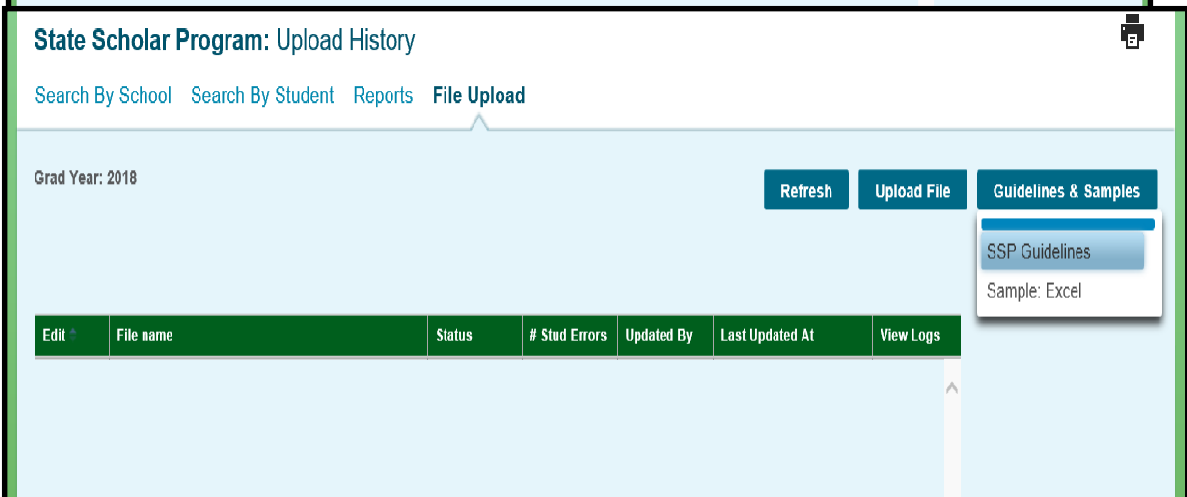 State Scholar Program: Upload History
Search By School Search By Student Reports File Upload
Grad Year: 2018
Refresh Upload File Guidelines & Samples
SSP Guidelines
Sample: Excel
Edit File name Status # Stud Errors Updated By Last Updated At View Logs